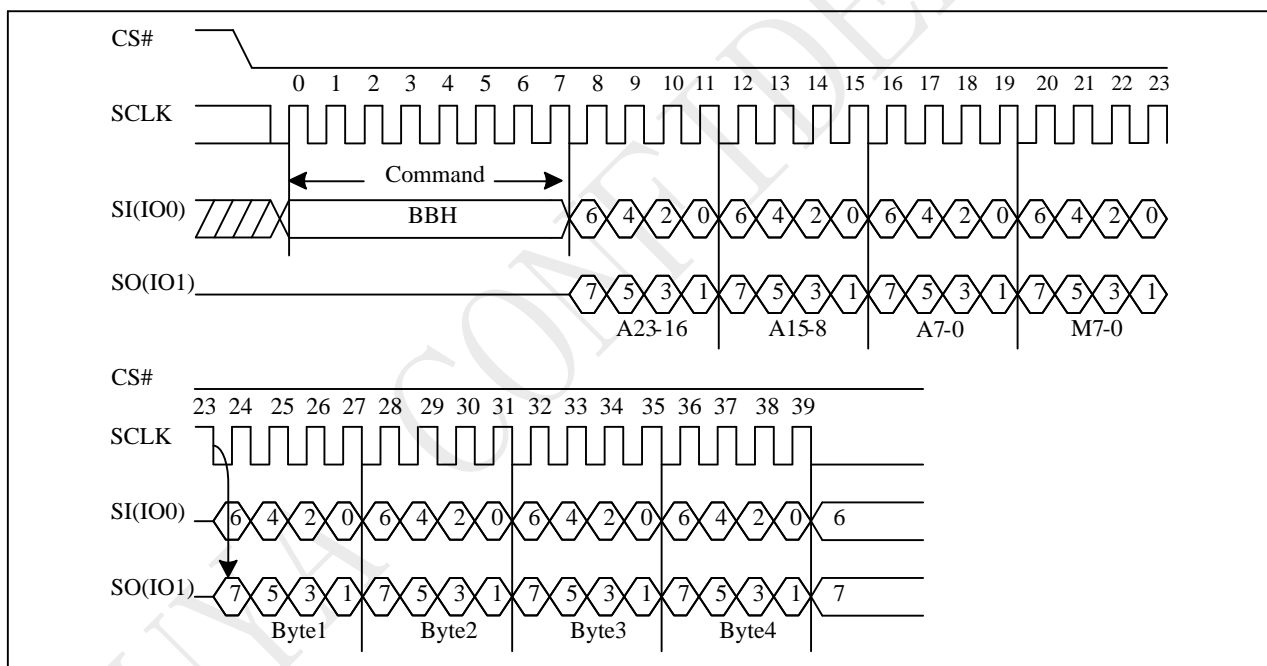 CS#
0 1 2 3 4 5 6 7 8 9 10 11 12 13 14 15 16 17 18 19 20 21 22 23
SCLK
Command
SI(IO0) BBH 6 4 2 0 6 4 2 0 6 4 2 0 6 4 2 0
SO(IO1) 7 5 3 1 7 5 3 1 7 5 3 1 7 5 3 1
A23-16 A15-8 A7-0 M7-0
CS#
23 24 25 26 27 28 29 30 31 32 33 34 35 36 37 38 39
SCLK
SI(IO0) 6 4 2 0 6 4 2 0 6 4 2 0 6 4 2 0 6
SO(IO1) 7 5 3 1 7 5 3 1 7 5 3 1 7 5 3 1 7
Byte1 Byte2 Byte3 Byte4